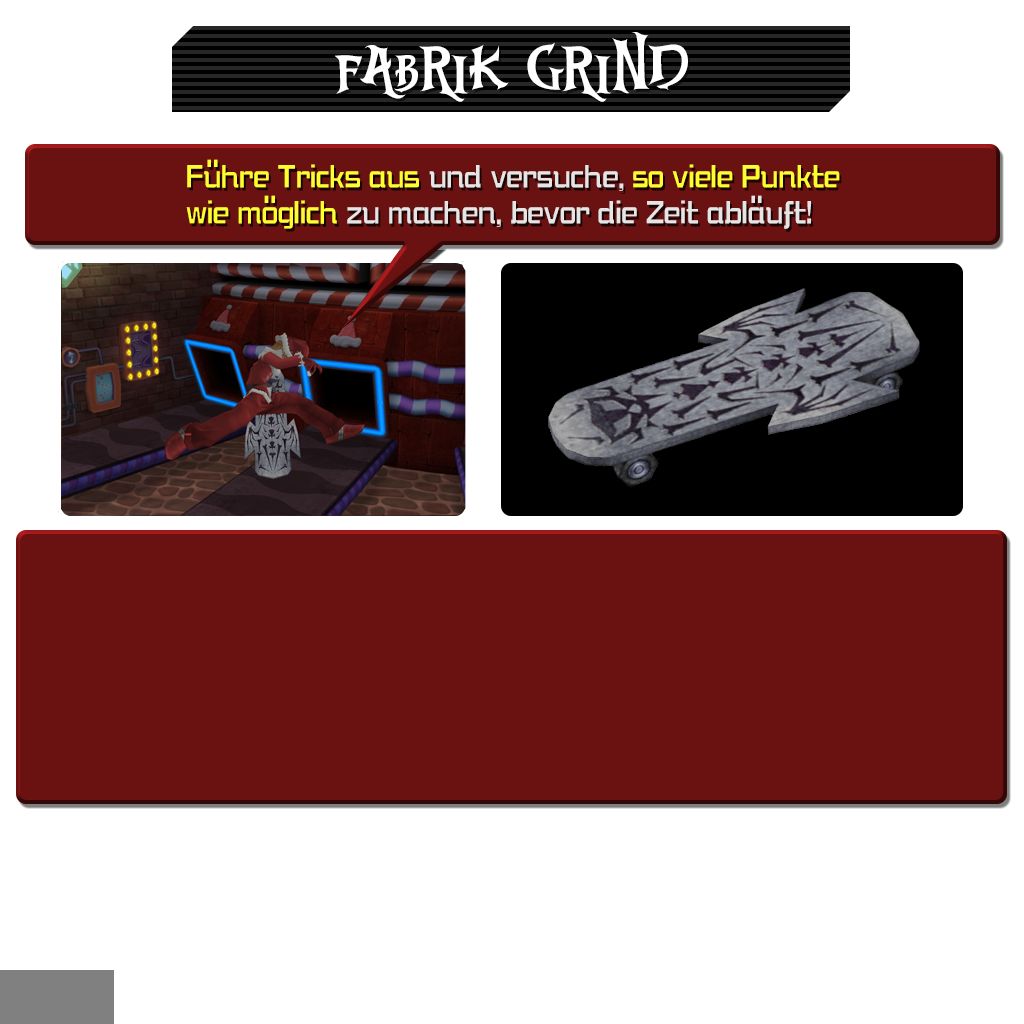 FABRIK GRIND
Führe Tricks aus und versuche, so viele Punkte
wie möglich zu machen, bevor die Zeit abläuft!